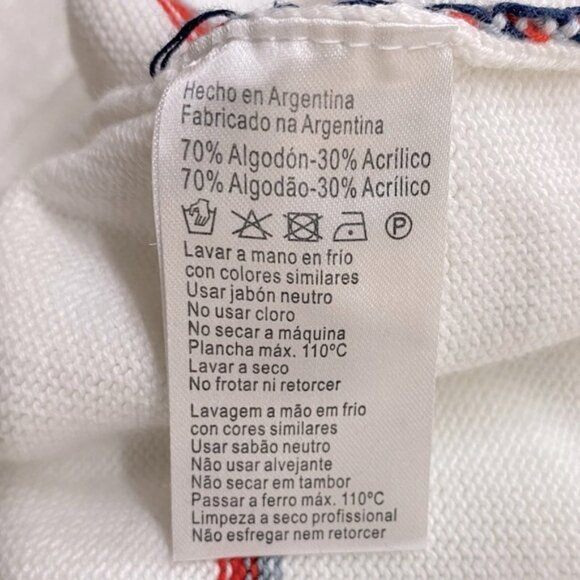 Hecho en Argentina
Fabricado na Argentina
70% Algodón-30% Acrílico
70% Algodão-30% Acrílico
P
Lavar a mano en frío
con colores similares
Usar jabón neutro
No usar cloro
No secar a máquina
Plancha máx. 110ºC
Lavar a seco
No frotar ni retorcer
Lavagem a mão em frio
con cores similares
Usar sabão neutro
Não usar alvejante
Não secar em tambor
Passar a ferro máx. 110ºC
Limpeza a seco profissional
Não esfregar nem retorcer